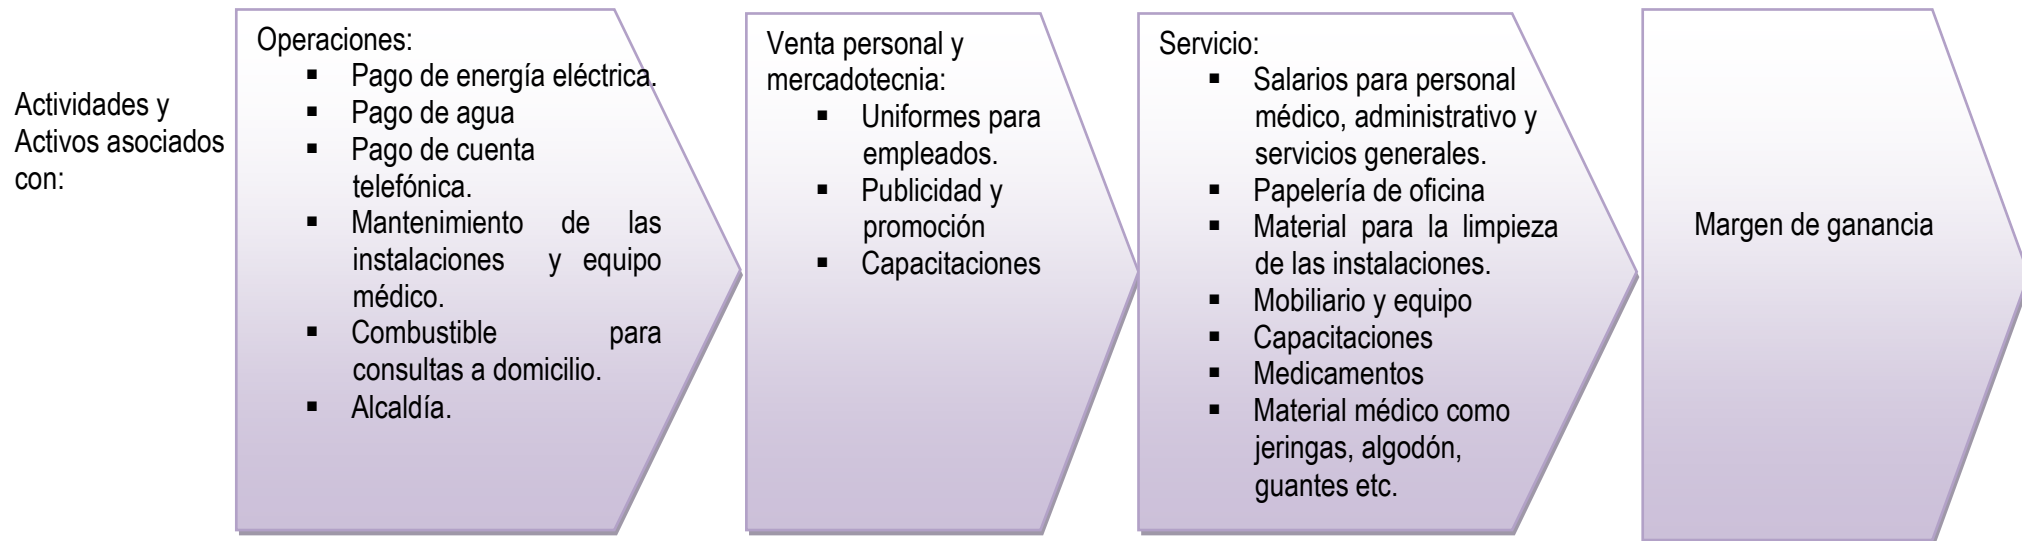 Actividades y
Activos asociados
con:
Operaciones:
▪ Pago de energía eléctrica.
▪ Pago de agua
▪ Pago de cuenta
telefónica.
▪ Mantenimiento de las
instalaciones y equipo
médico.
▪ Combustible para
consultas a domicilio.
▪ Alcaldía.
Venta personal y
mercadotecnia:
▪ Uniformes para
empleados.
▪ Publicidad y
promoción
▪ Capacitaciones
Servicio:
▪ Salarios para personal
médico, administrativo y
servicios generales.
▪ Papelería de oficina
▪ Material para la limpieza
de las instalaciones.
▪ Mobiliario y equipo
▪ Capacitaciones
▪ Medicamentos
▪ Material médico como
jeringas, algodón,
guantes etc.
Margen de ganancia